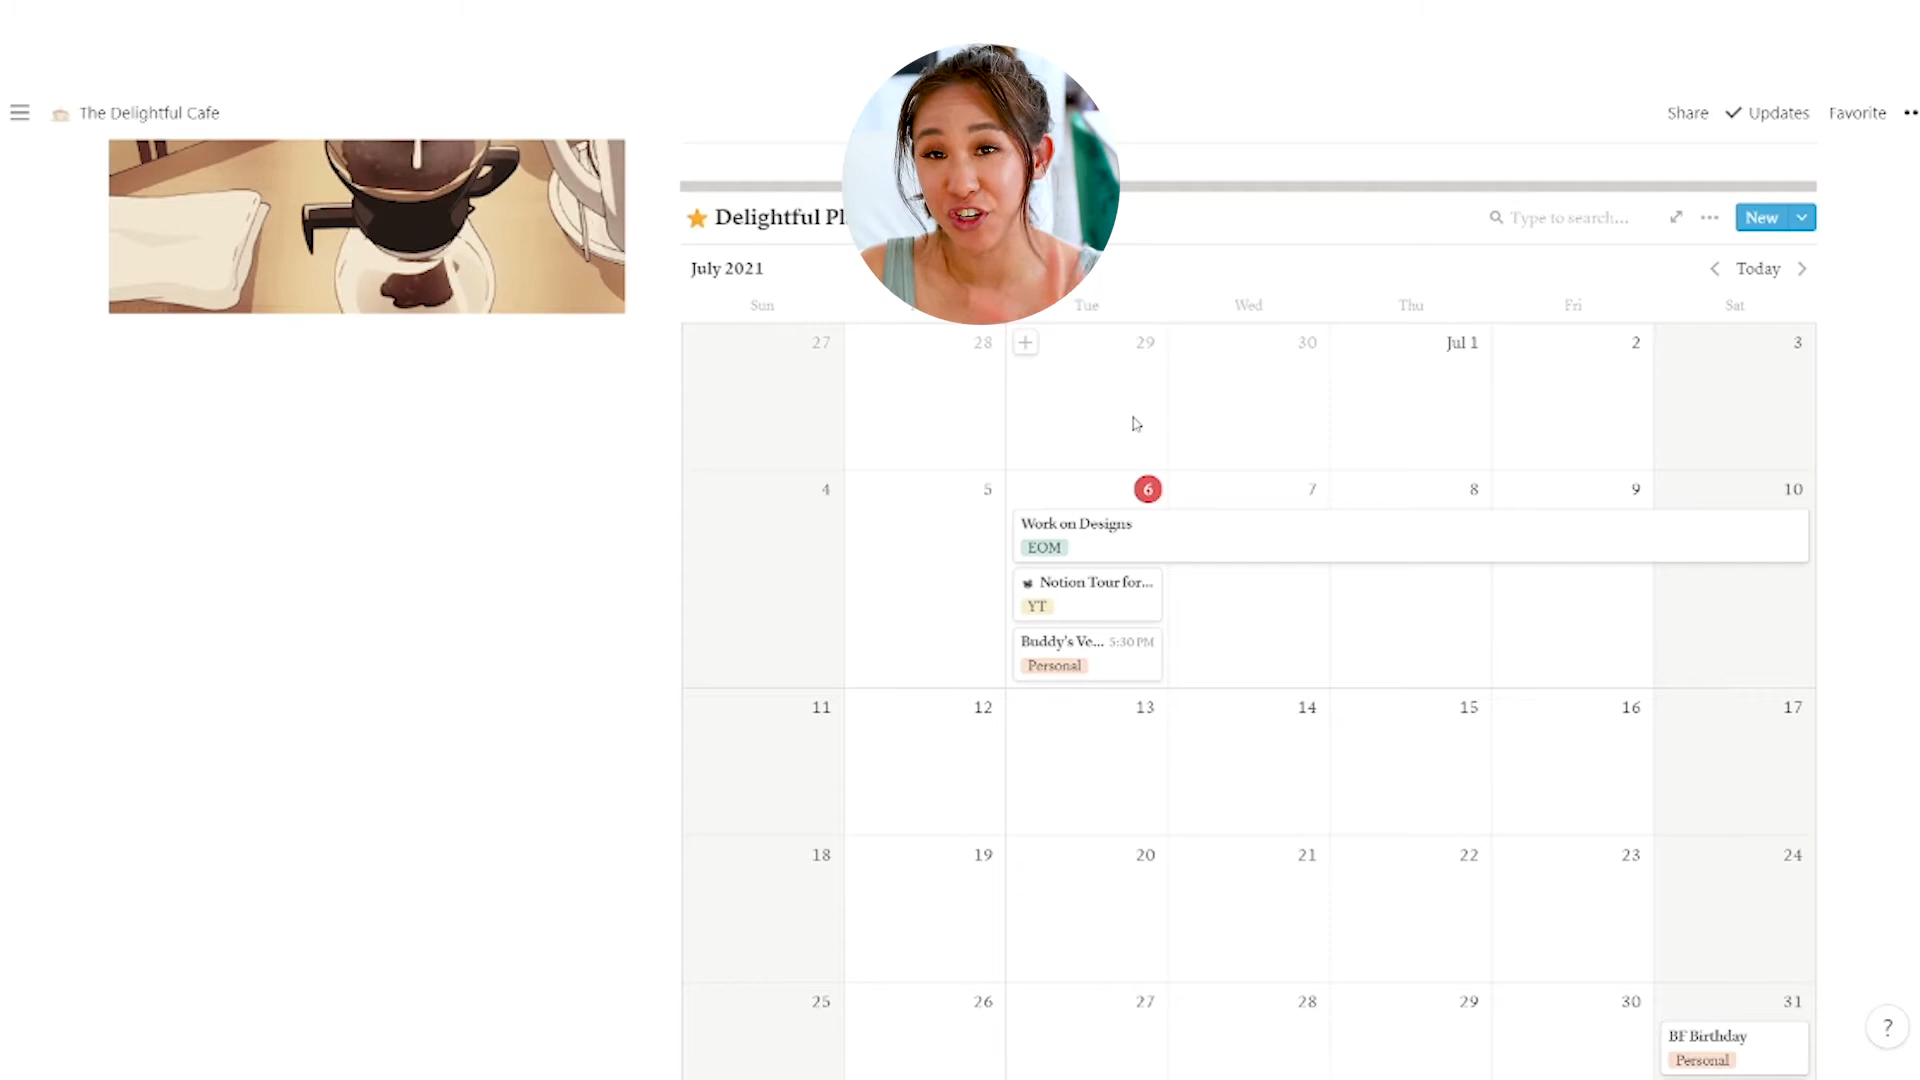 The Delightful Cafe
Share Updates Favorite
Delightful Pl
Type to search... New
July 2021
Today
Sun Tue Wed Thu Fri Sat
27 28 29 30 Jul 1 2 3
4 5 6 7 8 9 10
Work on Designs
EOM
Notion Tour for...
YT
Buddy's Ve... 5:30 PM
Personal
11 12 13 14 15 16 17
18 19 20 21 22 23 24
25 26 27 28 29 30 31
BF Birthday
Personal
?